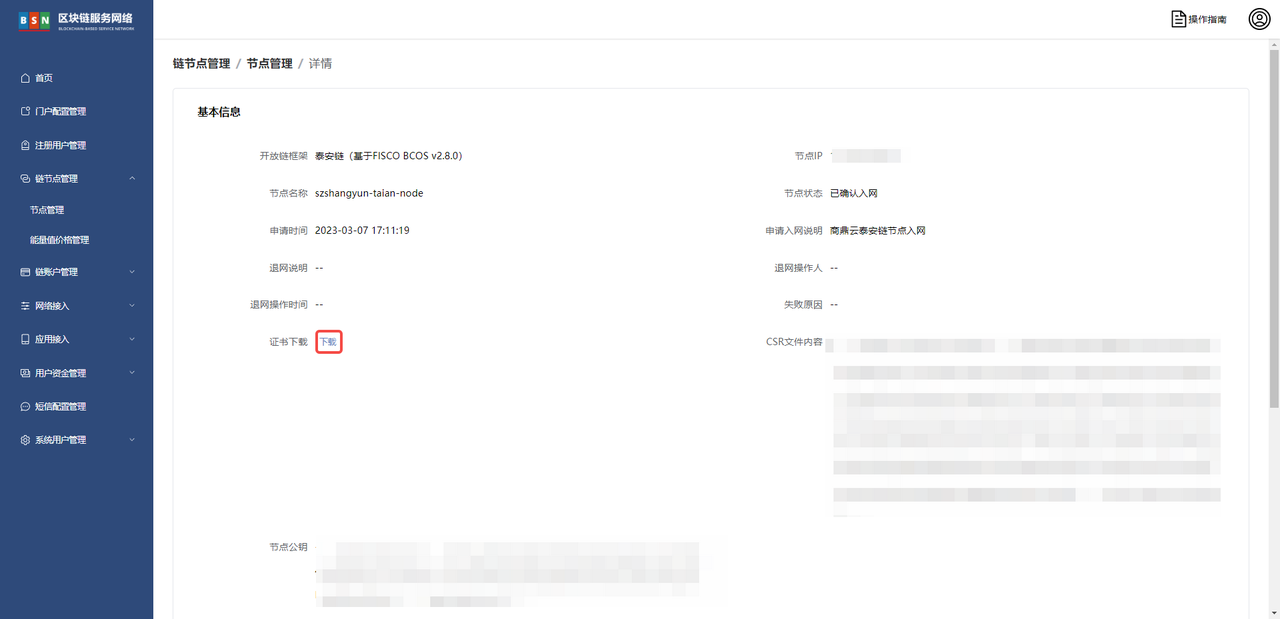 BSN 区块链服务网络
BLOCKCHAIN-BASED SERVICE NETWORK
操作指南
首页
门户配置管理
注册用户管理
链节点管理
节点管理
能量值价格管理
链账户管理
网络接入
应用接入
用户资金管理
短信配置管理
系统用户管理
链节点管理 / 节点管理 / 详情
基本信息
开放链框架 泰安链（基于FISCO BCOS v2.8.0）
节点IP
节点名称 szshangyun-taian-node
节点状态 已确认入网
申请时间 2023-03-07 17:11:19
申请入网说明 商鼎云泰安链节点入网
退网说明 --
退网操作人 --
退网操作时间 --
失败原因 --
证书下载 下载
CSR文件内容
节点公钥